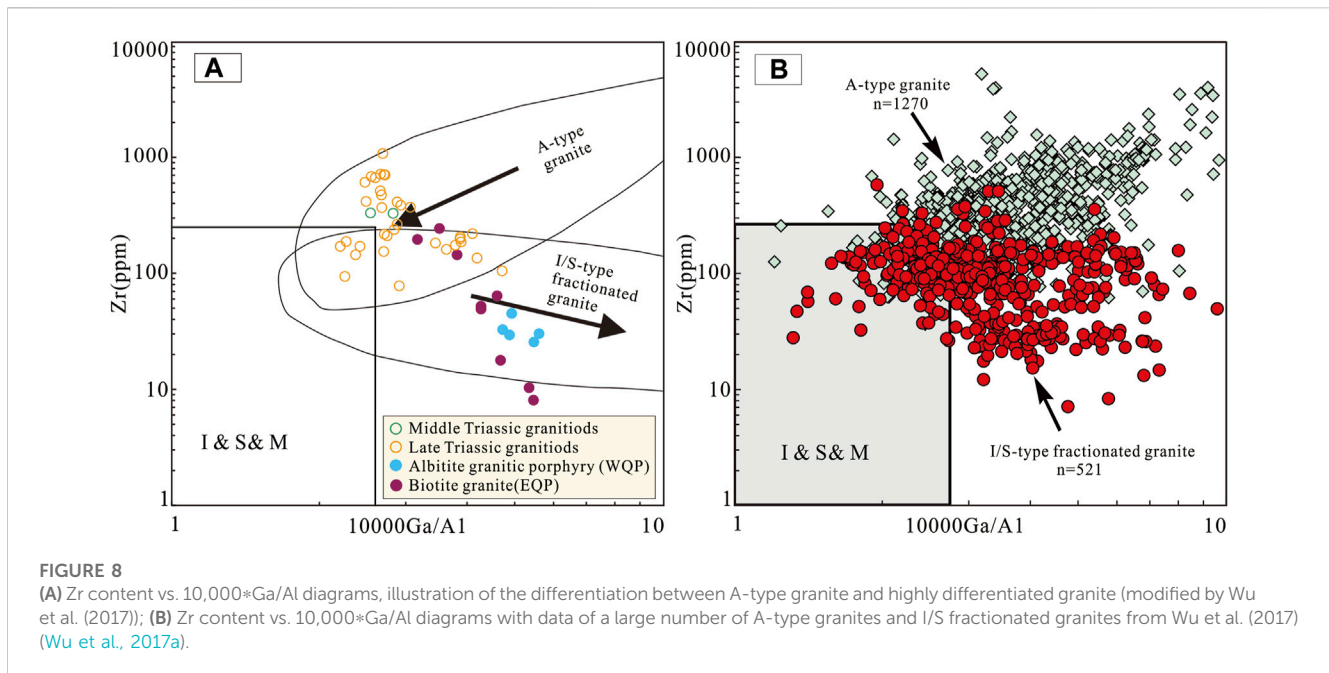 A
10000
1000
100
10
1
Zr(ppm)
A-type
granite
I/S-type
fractionated
granite
I & S& M
Middle Triassic granitiods
Late Triassic granitiods
Albitite granitic porphyry (WQP)
Biotite granite(EQP)
1
10000Ga/A1
10
B
10000
1000
100
10
1
Zr(ppm)
A-type granite
n=1270
I & S& M
I/S-type fractionated granite
n=521
1
10000Ga/A1
10
FIGURE 8
(A) Zr content vs. 10,000∗Ga/Al diagrams, illustration of the differentiation between A-type granite and highly differentiated granite (modified by Wu
et al. (2017)); (B) Zr content vs. 10,000∗Ga/Al diagrams with data of a large number of A-type granites and I/S fractionated granites from Wu et al. (2017)
(Wu et al., 2017a).